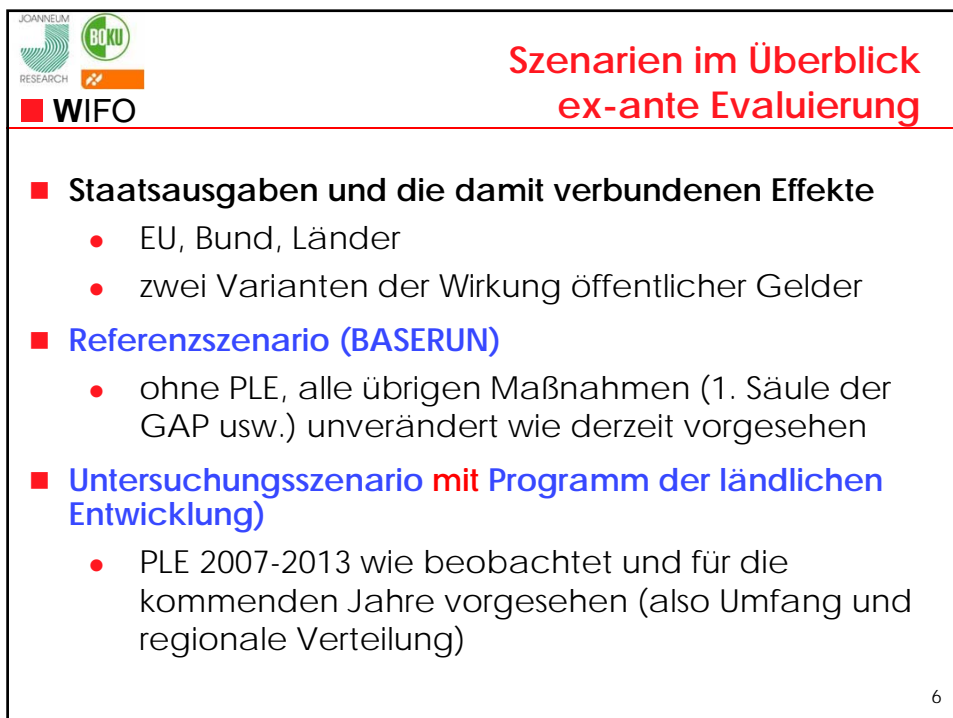 JOANNEUM
BOKU
RESEARCH
WIFO
Szenarien im Überblick
ex-ante Evaluierung
Staatsausgaben und die damit verbundenen Effekte
EU, Bund, Länder
zwei Varianten der Wirkung öffentlicher Gelder
Referenzszenario (BASERUN)
ohne PLE, alle übrigen Maßnahmen (1. Säule der
GAP usw.) unverändert wie derzeit vorgesehen
Untersuchungsszenario mit Programm der ländlichen
Entwicklung)
PLE 2007-2013 wie beobachtet und für die
kommenden Jahre vorgesehen (also Umfang und
regionale Verteilung)
6